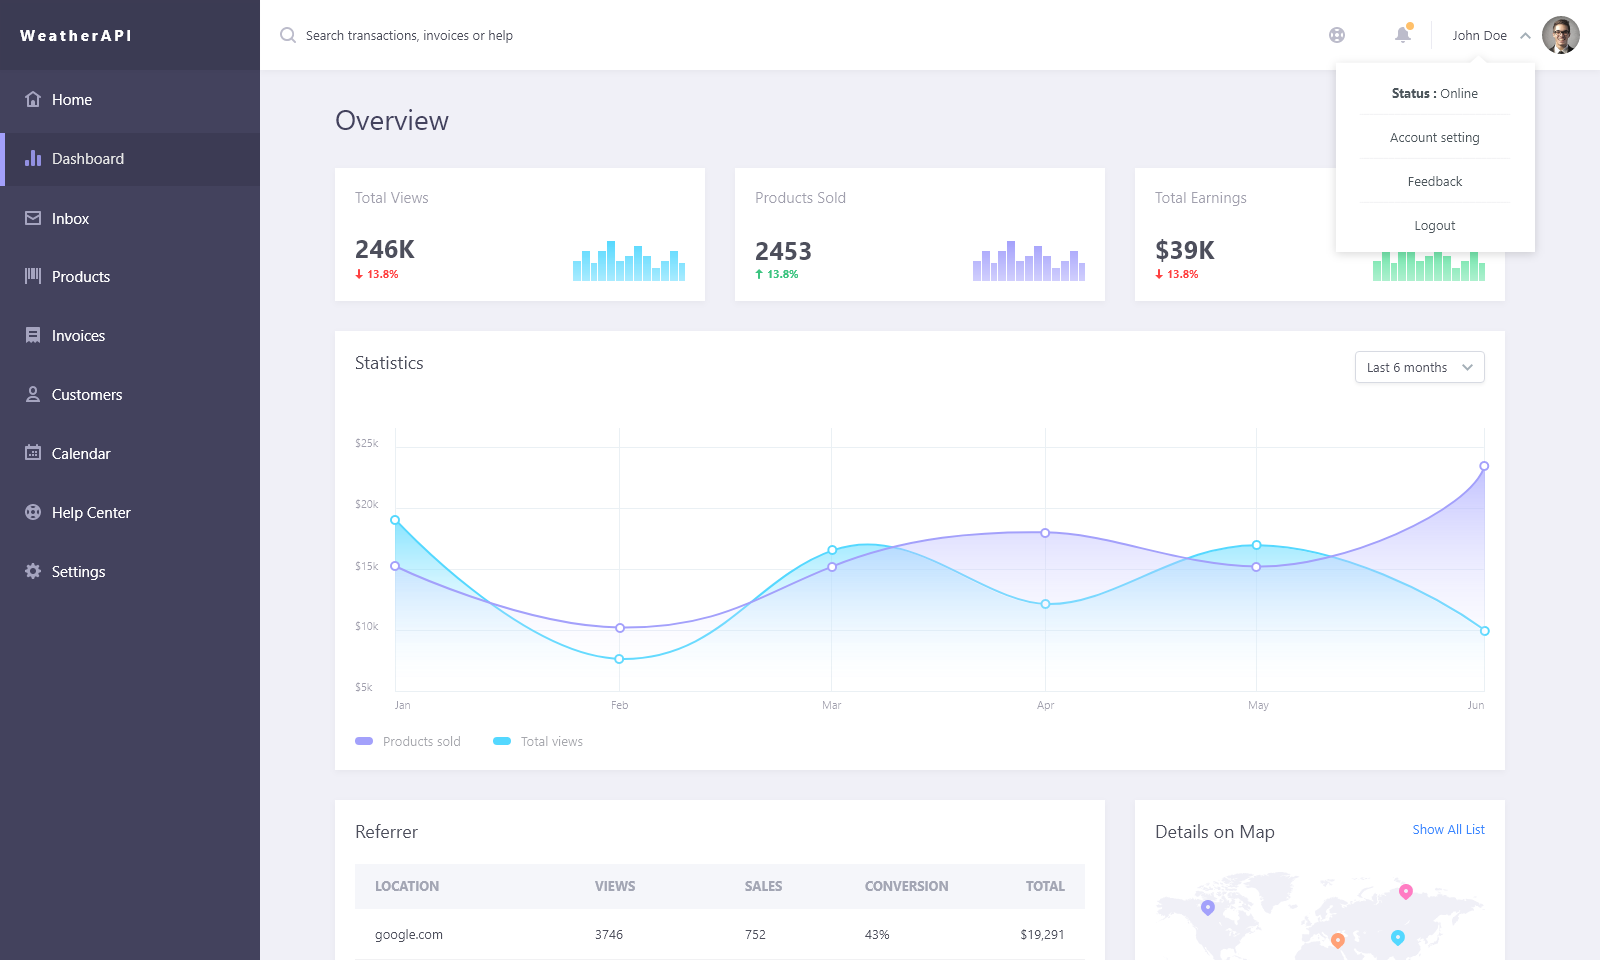 WeatherAPI
Search transactions, invoices or help
John Doe
Status : Online
Account setting
Feedback
Logout
Home
Dashboard
Inbox
Products
Invoices
Customers
Calendar
Help Center
Settings
Overview
Total Views
246K
13.8%
Products Sold
2453
13.8%
Total Earnings
$39K
13.8%
Statistics
Last 6 months
$25k
$20k
$15k
$10k
$5k
Jan Feb Mar Apr May Jun
Products sold Total views
Referrer
LOCATION VIEWS SALES CONVERSION TOTAL
google.com 3746 752 43% $19,291
Details on Map
Show All List